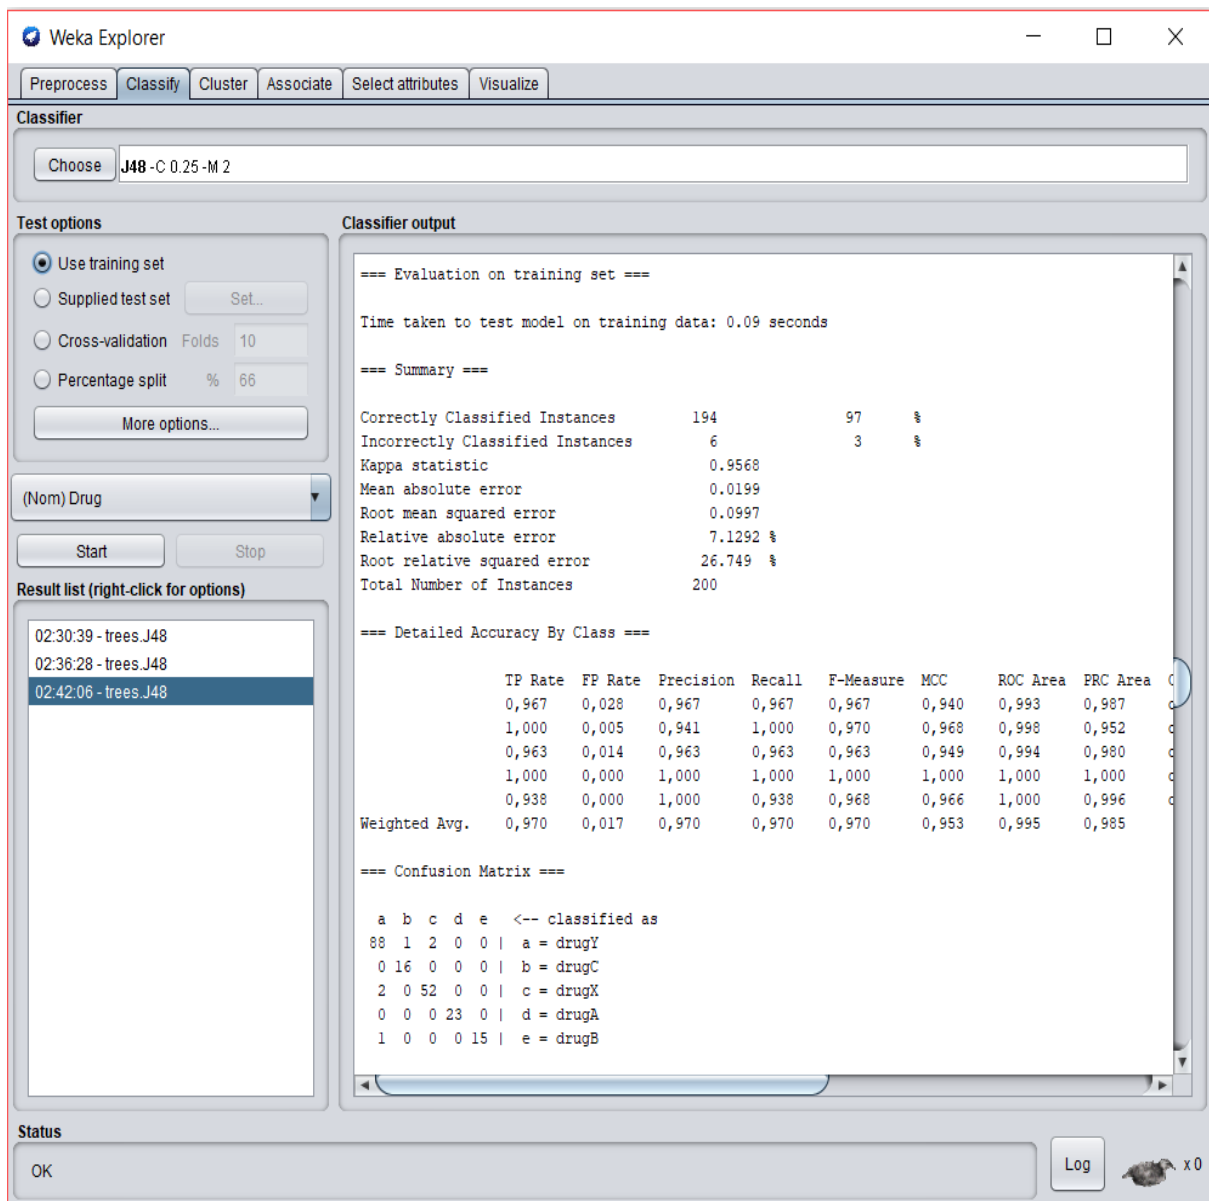 Weka Explorer
Preprocess Classify Cluster Associate Select attributes Visualize
Classifier
Choose J48 -C 0.25 -M 2
Test options
Use training set
Supplied test set Set...
Cross-validation Folds 10
Percentage split % 66
More options...
(Nom) Drug
Start Stop
Result list (right-click for options)
02:30:39 - trees.J48
02:36:28 - trees.J48
02:42:06 - trees.J48
Classifier output
=== Evaluation on training set ===
Time taken to test model on training data: 0.09 seconds
=== Summary ===
Correctly Classified Instances 194 97 %
Incorrectly Classified Instances 6 3 %
Kappa statistic 0.9568
Mean absolute error 0.0199
Root mean squared error 0.0997
Relative absolute error 7.1292 %
Root relative squared error 26.749 %
Total Number of Instances 200
=== Detailed Accuracy By Class ===
TP Rate FP Rate Precision Recall F-Measure MCC ROC Area PRC Area
0,967 0,028 0,967 0,967 0,967 0,940 0,993 0,987
1,000 0,005 0,941 1,000 0,970 0,968 0,998 0,952
0,963 0,014 0,963 0,963 0,963 0,949 0,994 0,980
1,000 0,000 1,000 1,000 1,000 1,000 1,000 1,000
0,938 0,000 1,000 0,938 0,968 0,966 1,000 0,996
Weighted Avg. 0,970 0,017 0,970 0,970 0,970 0,953 0,995 0,985
=== Confusion Matrix ===
a b c d e <-- classified as
88 1 2 0 0 | a = drugY
0 16 0 0 0 | b = drugC
2 0 52 0 0 | c = drugX
0 0 0 23 0 | d = drugA
1 0 0 0 15 | e = drugB
Status
OK
Log
x 0